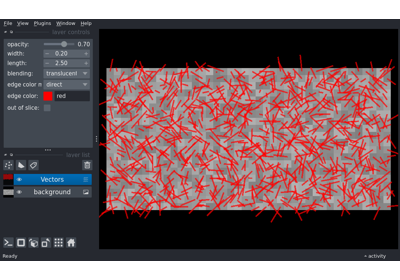 File View Plugins Window Help
layer controls
opacity: 0.70
width: 0.20
length: 2.50
blending: translucent
edge color m direct
edge color: red
out of slice:
layer list
Vectors
background
Ready activity